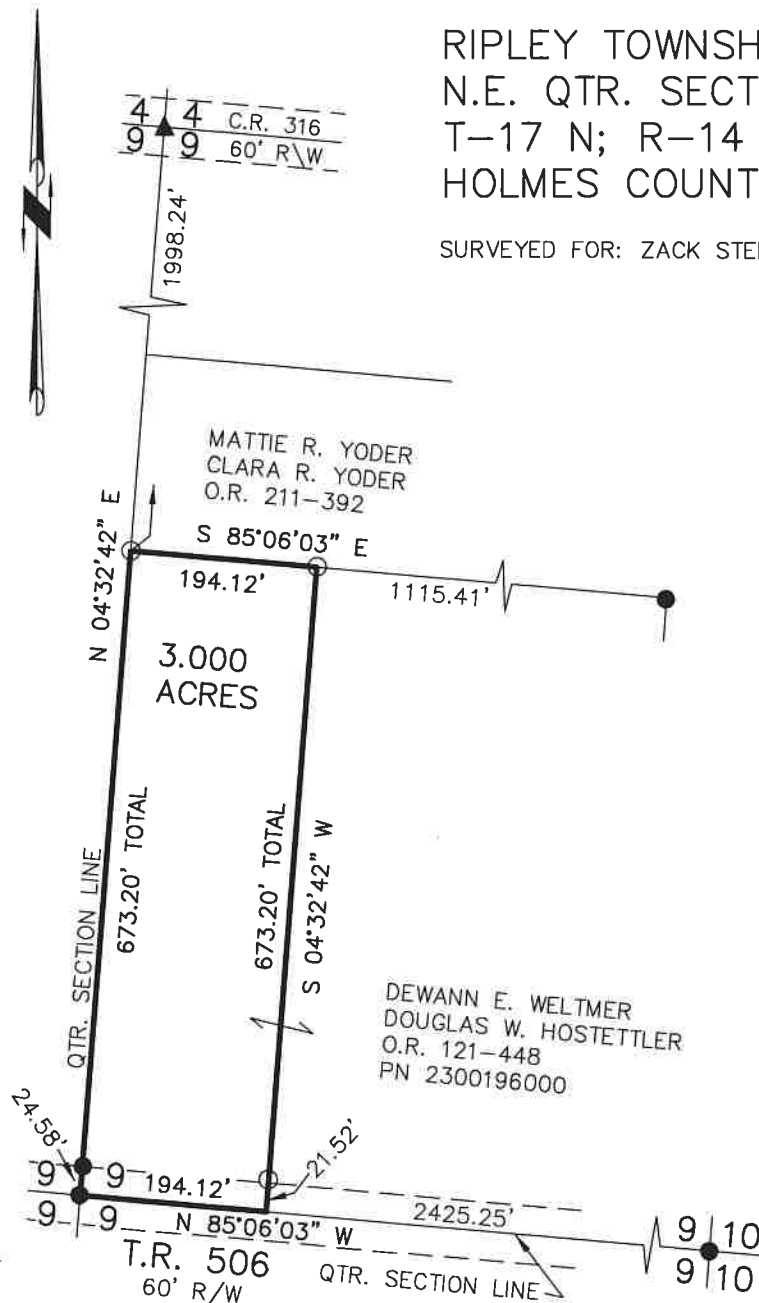 RIPLEY TOWNSH
N.E. QTR. SECT
T-17 N; R-14
HOLMES COUNT
SURVEYED FOR: ZACK
4 4 C.R. 316
9 9 60' R\W
1998.24'
MATTIE R. YODER
CLARA R. YODER
O.R. 211-392
N 04°32'42" E
S 85°06'03" E
194.12'
1115.41'
3.000
ACRES
673.20' TOTAL
673.20' TOTAL
S 04°32'42" W
QTR. SECTION LINE
DEWANN E. WELTMER
DOUGLAS W. HOSTETTLER
O.R. 121-448
PN 2300196000
24.58'
21.52'
9 9 194.12'
2425.25'
9 9 N 85°06'03" W
9 10
9 10
T.R. 506
60' R/W
QTR. SECTION LINE